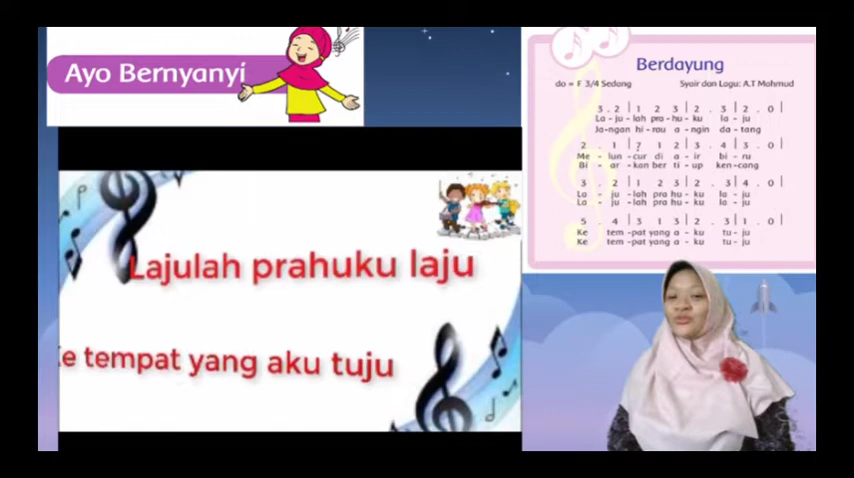 Ayo Bernyanyi
Lajulah prahuku laju
Ke tempat yang aku tuju
Berdayung
do = F 3/4 Sedang Syair dan Lagu: A.T Mahmud
3 . 2 | 1 2 3 | 2 . 3 | 2 . 0 |
La - ju - lah pra - hu - ku la - ju
Ja-ngan hi - rau a - ngin da - tang
2 . 1 | 7 1 2 | 3 . 4 | 3 . 0 |
Me - lun - cur di a - ir bi - ru
Bi - ar - kan ber ti - up ken - cang
3 . 2 | 1 2 3 | 2 . 3 | 4 . 0 |
La - ju - lah pra hu - ku la - ju
La - ju - lah pra hu - ku la - ju
5 . 4 | 3 1 3 | 2 . 3 | 1 . 0 |
Ke tem - pat yang a - ku tu - ju
Ke tem - pat yang a - ku tu - ju